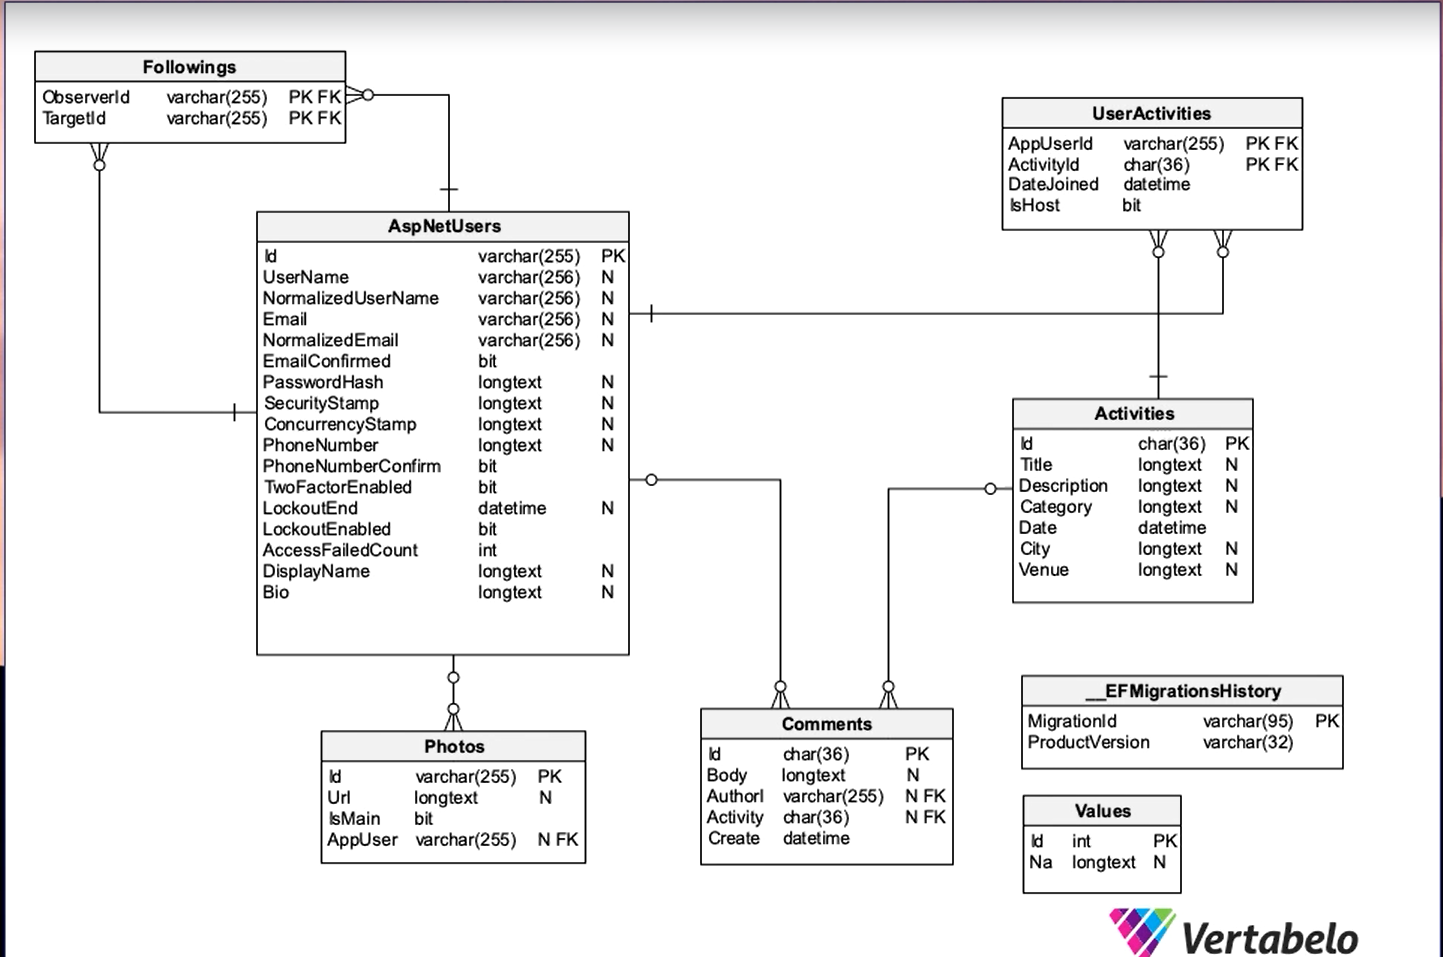 Followings
ObserverId varchar(255) PK FK
TargetId varchar(255) PK FK
UserActivities
AppUserId varchar(255) PK FK
ActivityId char(36) PK FK
DateJoined datetime
IsHost bit
AspNetUsers
Id varchar(255) PK
UserName varchar(256) N
NormalizedUserName varchar(256) N
Email varchar(256) N
NormalizedEmail varchar(256) N
EmailConfirmed bit
PasswordHash longtext N
SecurityStamp longtext N
ConcurrencyStamp longtext N
PhoneNumber longtext N
PhoneNumberConfirm bit
TwoFactorEnabled bit
LockoutEnd datetime N
LockoutEnabled bit
AccessFailedCount int
DisplayName longtext N
Bio longtext N
Activities
Id char(36) PK
Title longtext N
Description longtext N
Category longtext N
Date datetime
City longtext N
Venue longtext N
Photos
Id varchar(255) PK
Url longtext N
IsMain bit
AppUser varchar(255) N FK
Comments
Id char(36) PK
Body longtext N
AuthorI varchar(255) N FK
Activity char(36) N FK
Create datetime
__EFMigrationsHistory
MigrationId varchar(95) PK
ProductVersion varchar(32)
Values
Id int PK
Na longtext N
Vertabelo